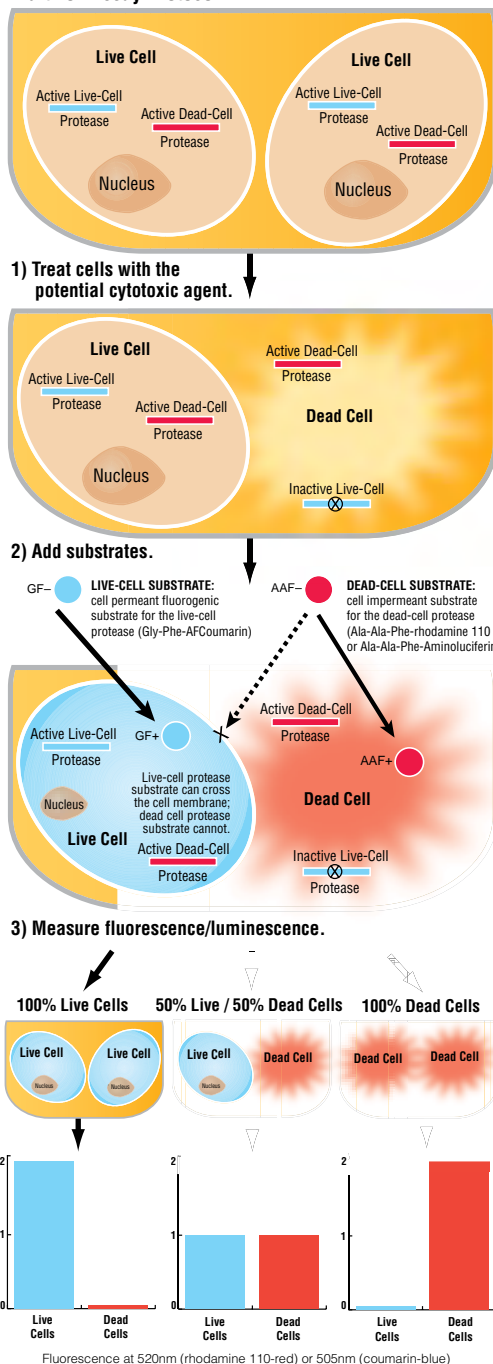 Live Cell
Live Cell
Active Live-Cell
Protease
Active Dead-Cell
Protease
Nucleus
Active Live-Cell
Protease
Active Dead-Cell
Protease
Nucleus
1) Treat cells with the
potential cytotoxic agent.
Live Cell
Active Live-Cell
Protease
Active Dead-Cell
Protease
Nucleus
Active Dead-Cell
Protease
Dead Cell
Inactive Live-Cell
2) Add substrates.
GF–
LIVE-CELL SUBSTRATE:
cell permeant fluorogenic
substrate for the live-cell
protease (Gly-Phe-AFCoumarin)
AAF–
DEAD-CELL SUBSTRATE:
cell impermeant substrate
for the dead-cell protease
(Ala-Ala-Phe-rhodamine 110
or Ala-Ala-Phe-Aminoluciferin
Active Live-Cell
Protease
GF+
Nucleus
Live Cell
Live-cell protease
substrate can cross
the cell membrane;
dead cell protease
substrate cannot.
Active Dead-Cell
Protease
Active Dead-Cell
Protease
AAF+
Dead Cell
Inactive Live-Cell
Protease
3) Measure fluorescence/luminescence.
100% Live Cells
50% Live / 50% Dead Cells
100% Dead Cells
Live Cell
Live Cell
Nucleus
Nucleus
Live Cell
Dead Cell
Nucleus
Dead Cell
Dead Cell
2
1
0
Live
Cells
Dead
Cells
2
1
0
Live
Cells
Dead
Cells
2
1
0
Live
Cells
Dead
Cells
Fluorescence at 520nm (rhodamine 110-red) or 505nm (coumarin-blue)